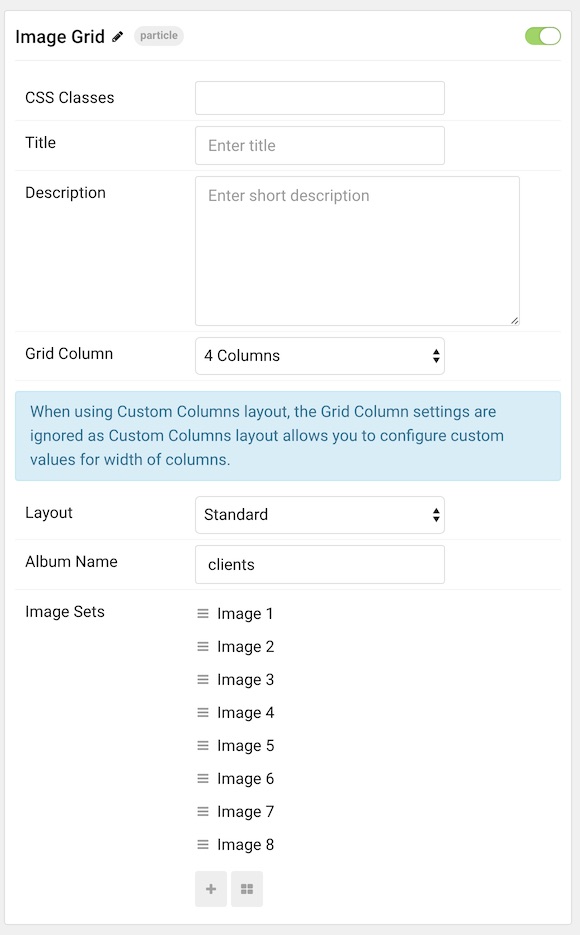 Image Grid particle
CSS Classes
Title Enter title
Description Enter short description
Grid Column 4 Columns
When using Custom Columns layout, the Grid Column settings are
ignored as Custom Columns layout allows you to configure custom
values for width of columns.
Layout Standard
Album Name clients
Image Sets Image 1
Image 2
Image 3
Image 4
Image 5
Image 6
Image 7
Image 8